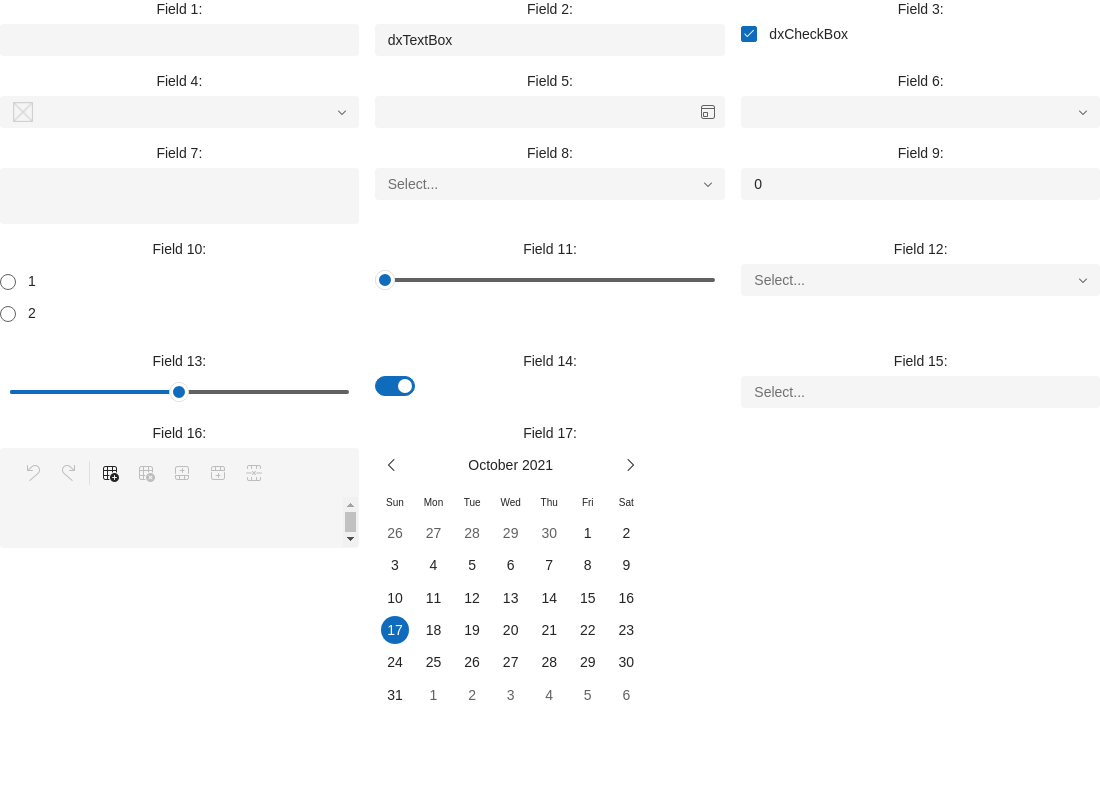 Field 1:
Field 2:
Field 3:
dxTextBox
dxCheckBox
Field 4:
Field 5:
Field 6:
Field 7:
Field 8:
Field 9:
Select...
0
Field 10:
Field 11:
Field 12:
1
2
Select...
Field 13:
Field 14:
Field 15:
Select...
Field 16:
Field 17:
October 2021
Sun Mon Tue Wed Thu Fri Sat
26 27 28 29 30 1 2
3 4 5 6 7 8 9
10 11 12 13 14 15 16
17 18 19 20 21 22 23
24 25 26 27 28 29 30
31 1 2 3 4 5 6